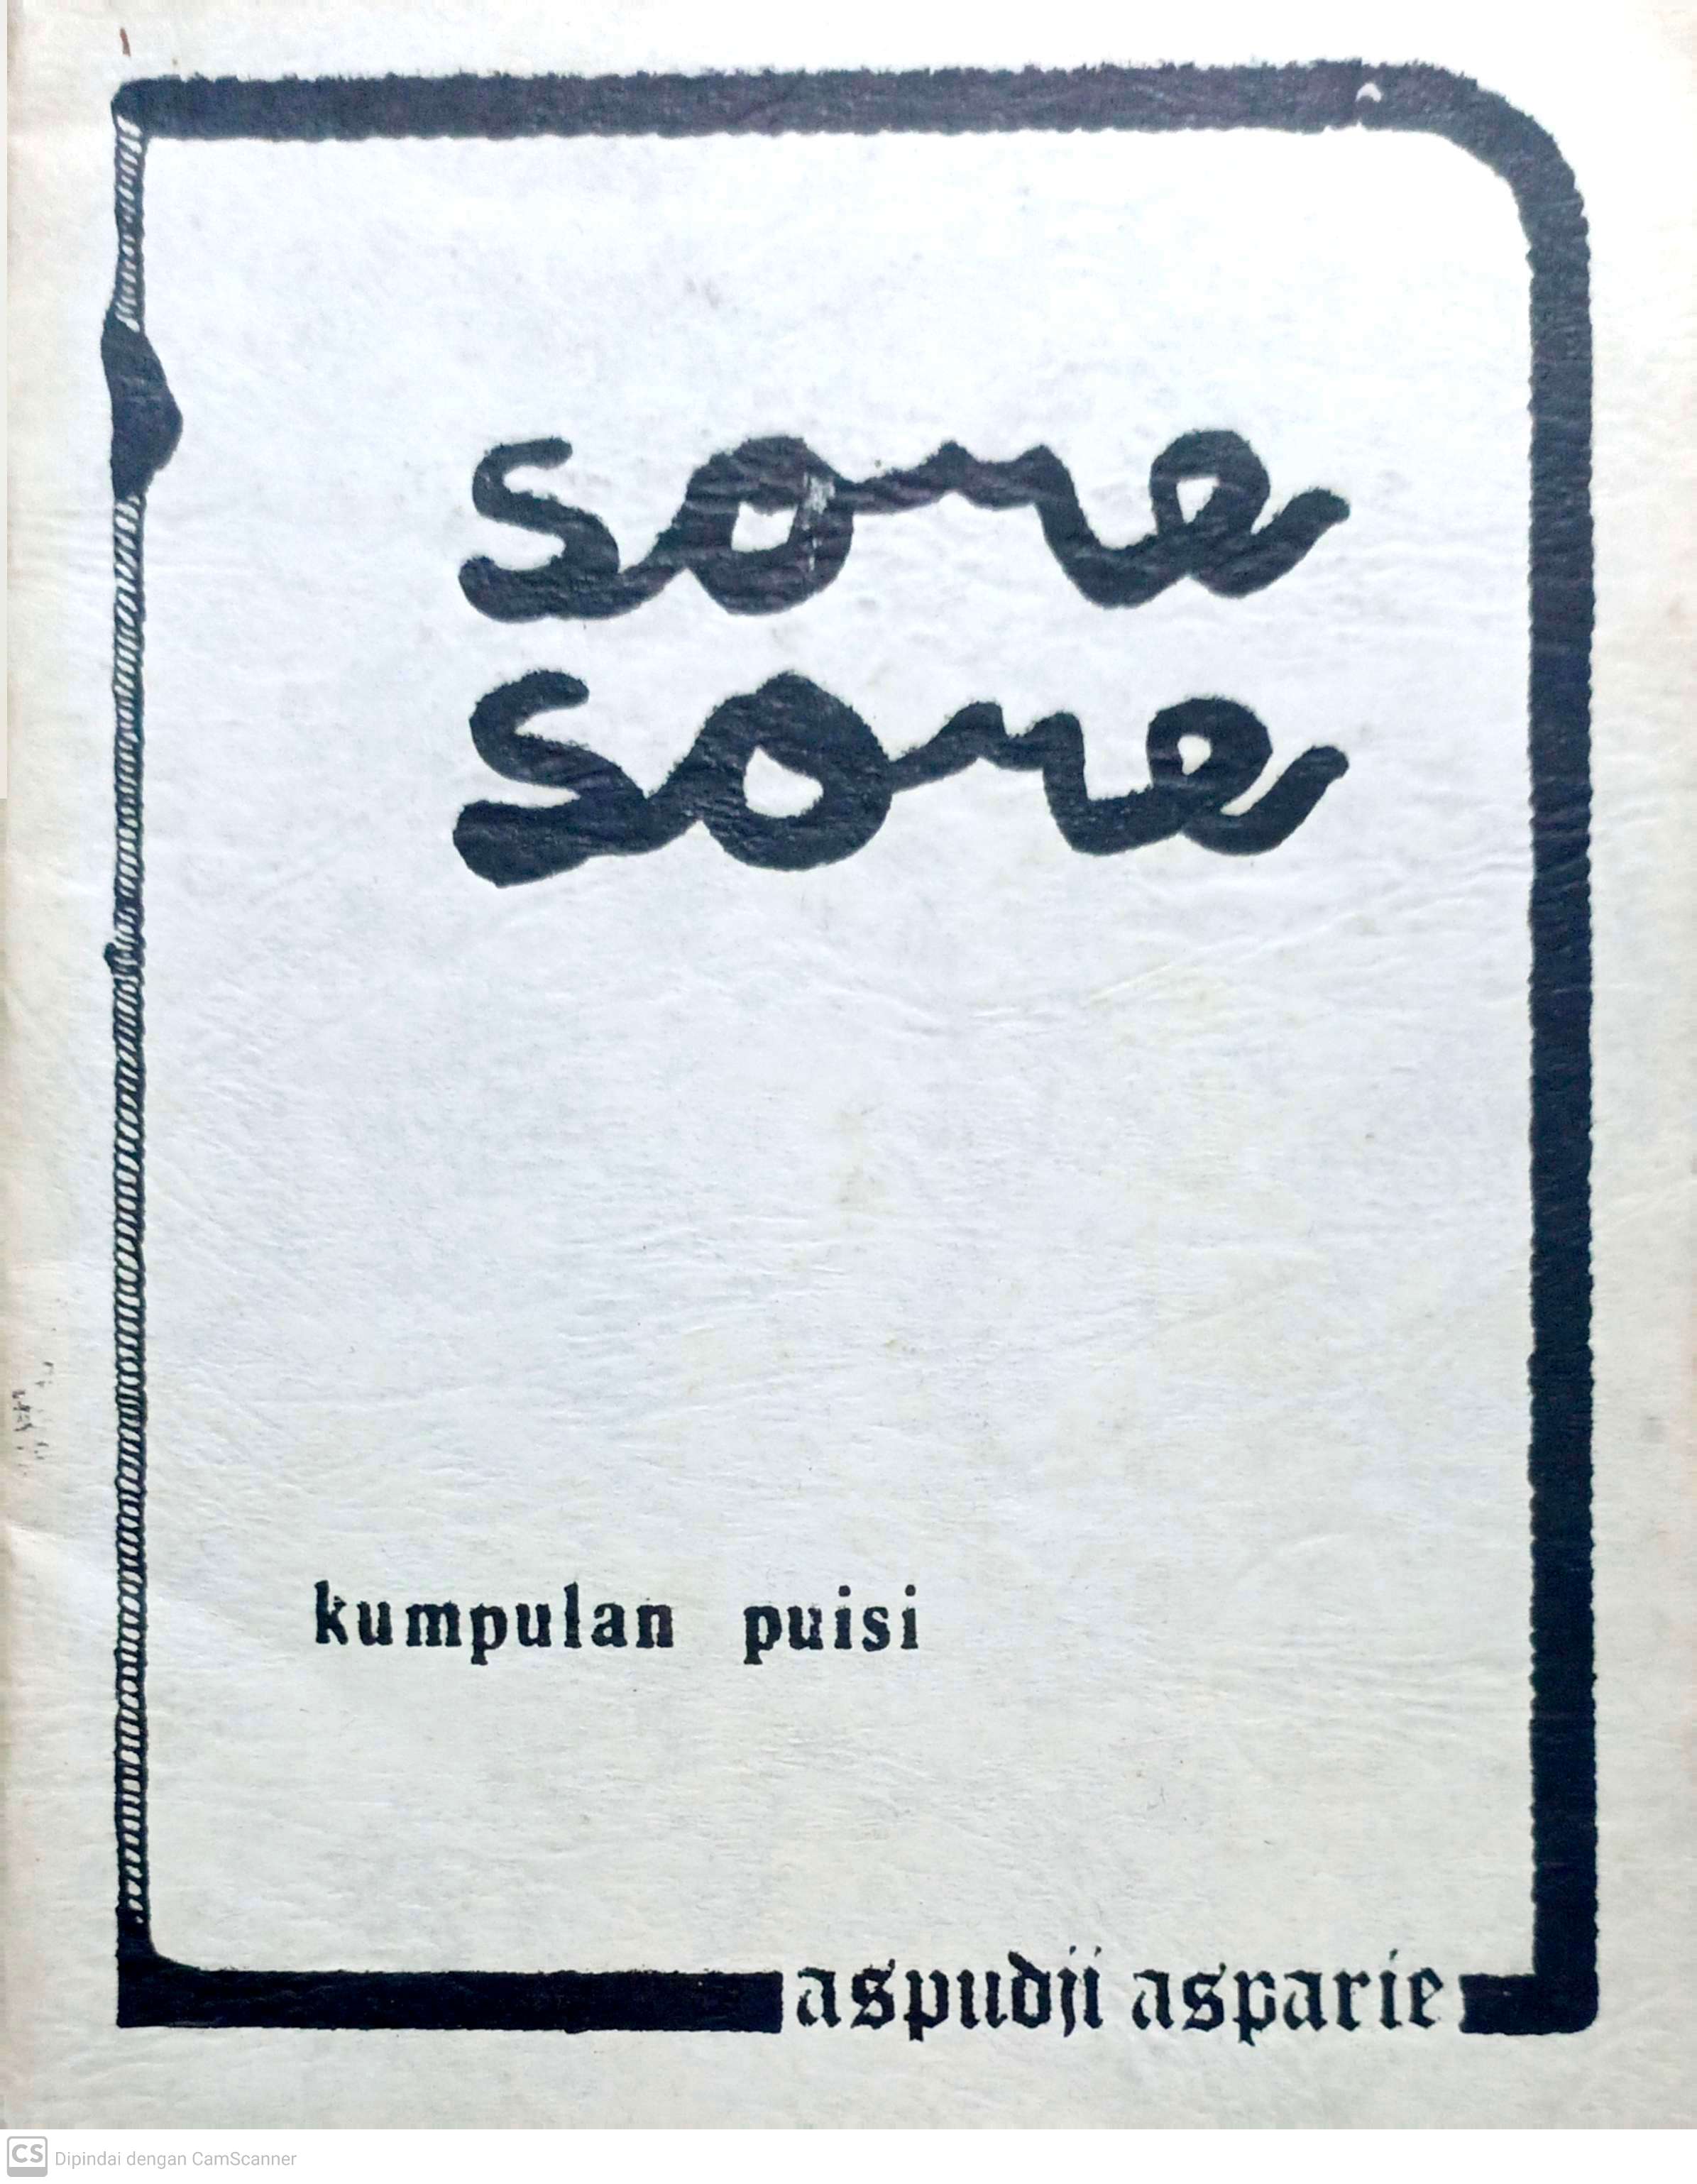 sore
sore
kumpulan puisi
aspudji asparie
CS Dipindai dengan CamScanner